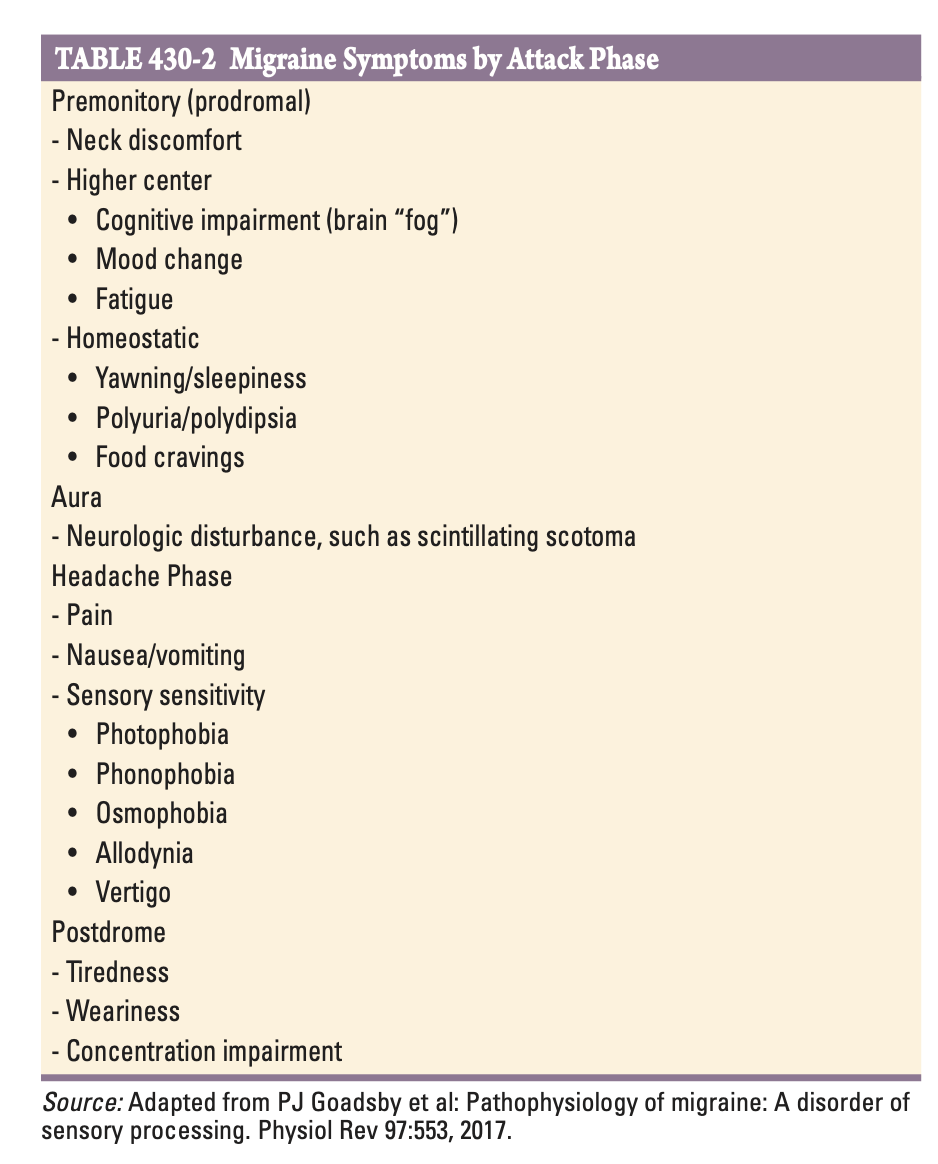 TABLE 430-2 Migraine Symptoms by Attack Phase
Premonitory (prodromal)
- Neck discomfort
- Higher center
• Cognitive impairment (brain “fog”)
• Mood change
• Fatigue
- Homeostatic
• Yawning/sleepiness
• Polyuria/polydipsia
• Food cravings
Aura
- Neurologic disturbance, such as scintillating scotoma
Headache Phase
- Pain
- Nausea/vomiting
- Sensory sensitivity
• Photophobia
• Phonophobia
• Osmophobia
• Allodynia
• Vertigo
Postdrome
- Tiredness
- Weariness
- Concentration impairment
Source: Adapted from PJ Goadsby et al: Pathophysiology of migraine: A disorder of
sensory processing. Physiol Rev 97:553, 2017.